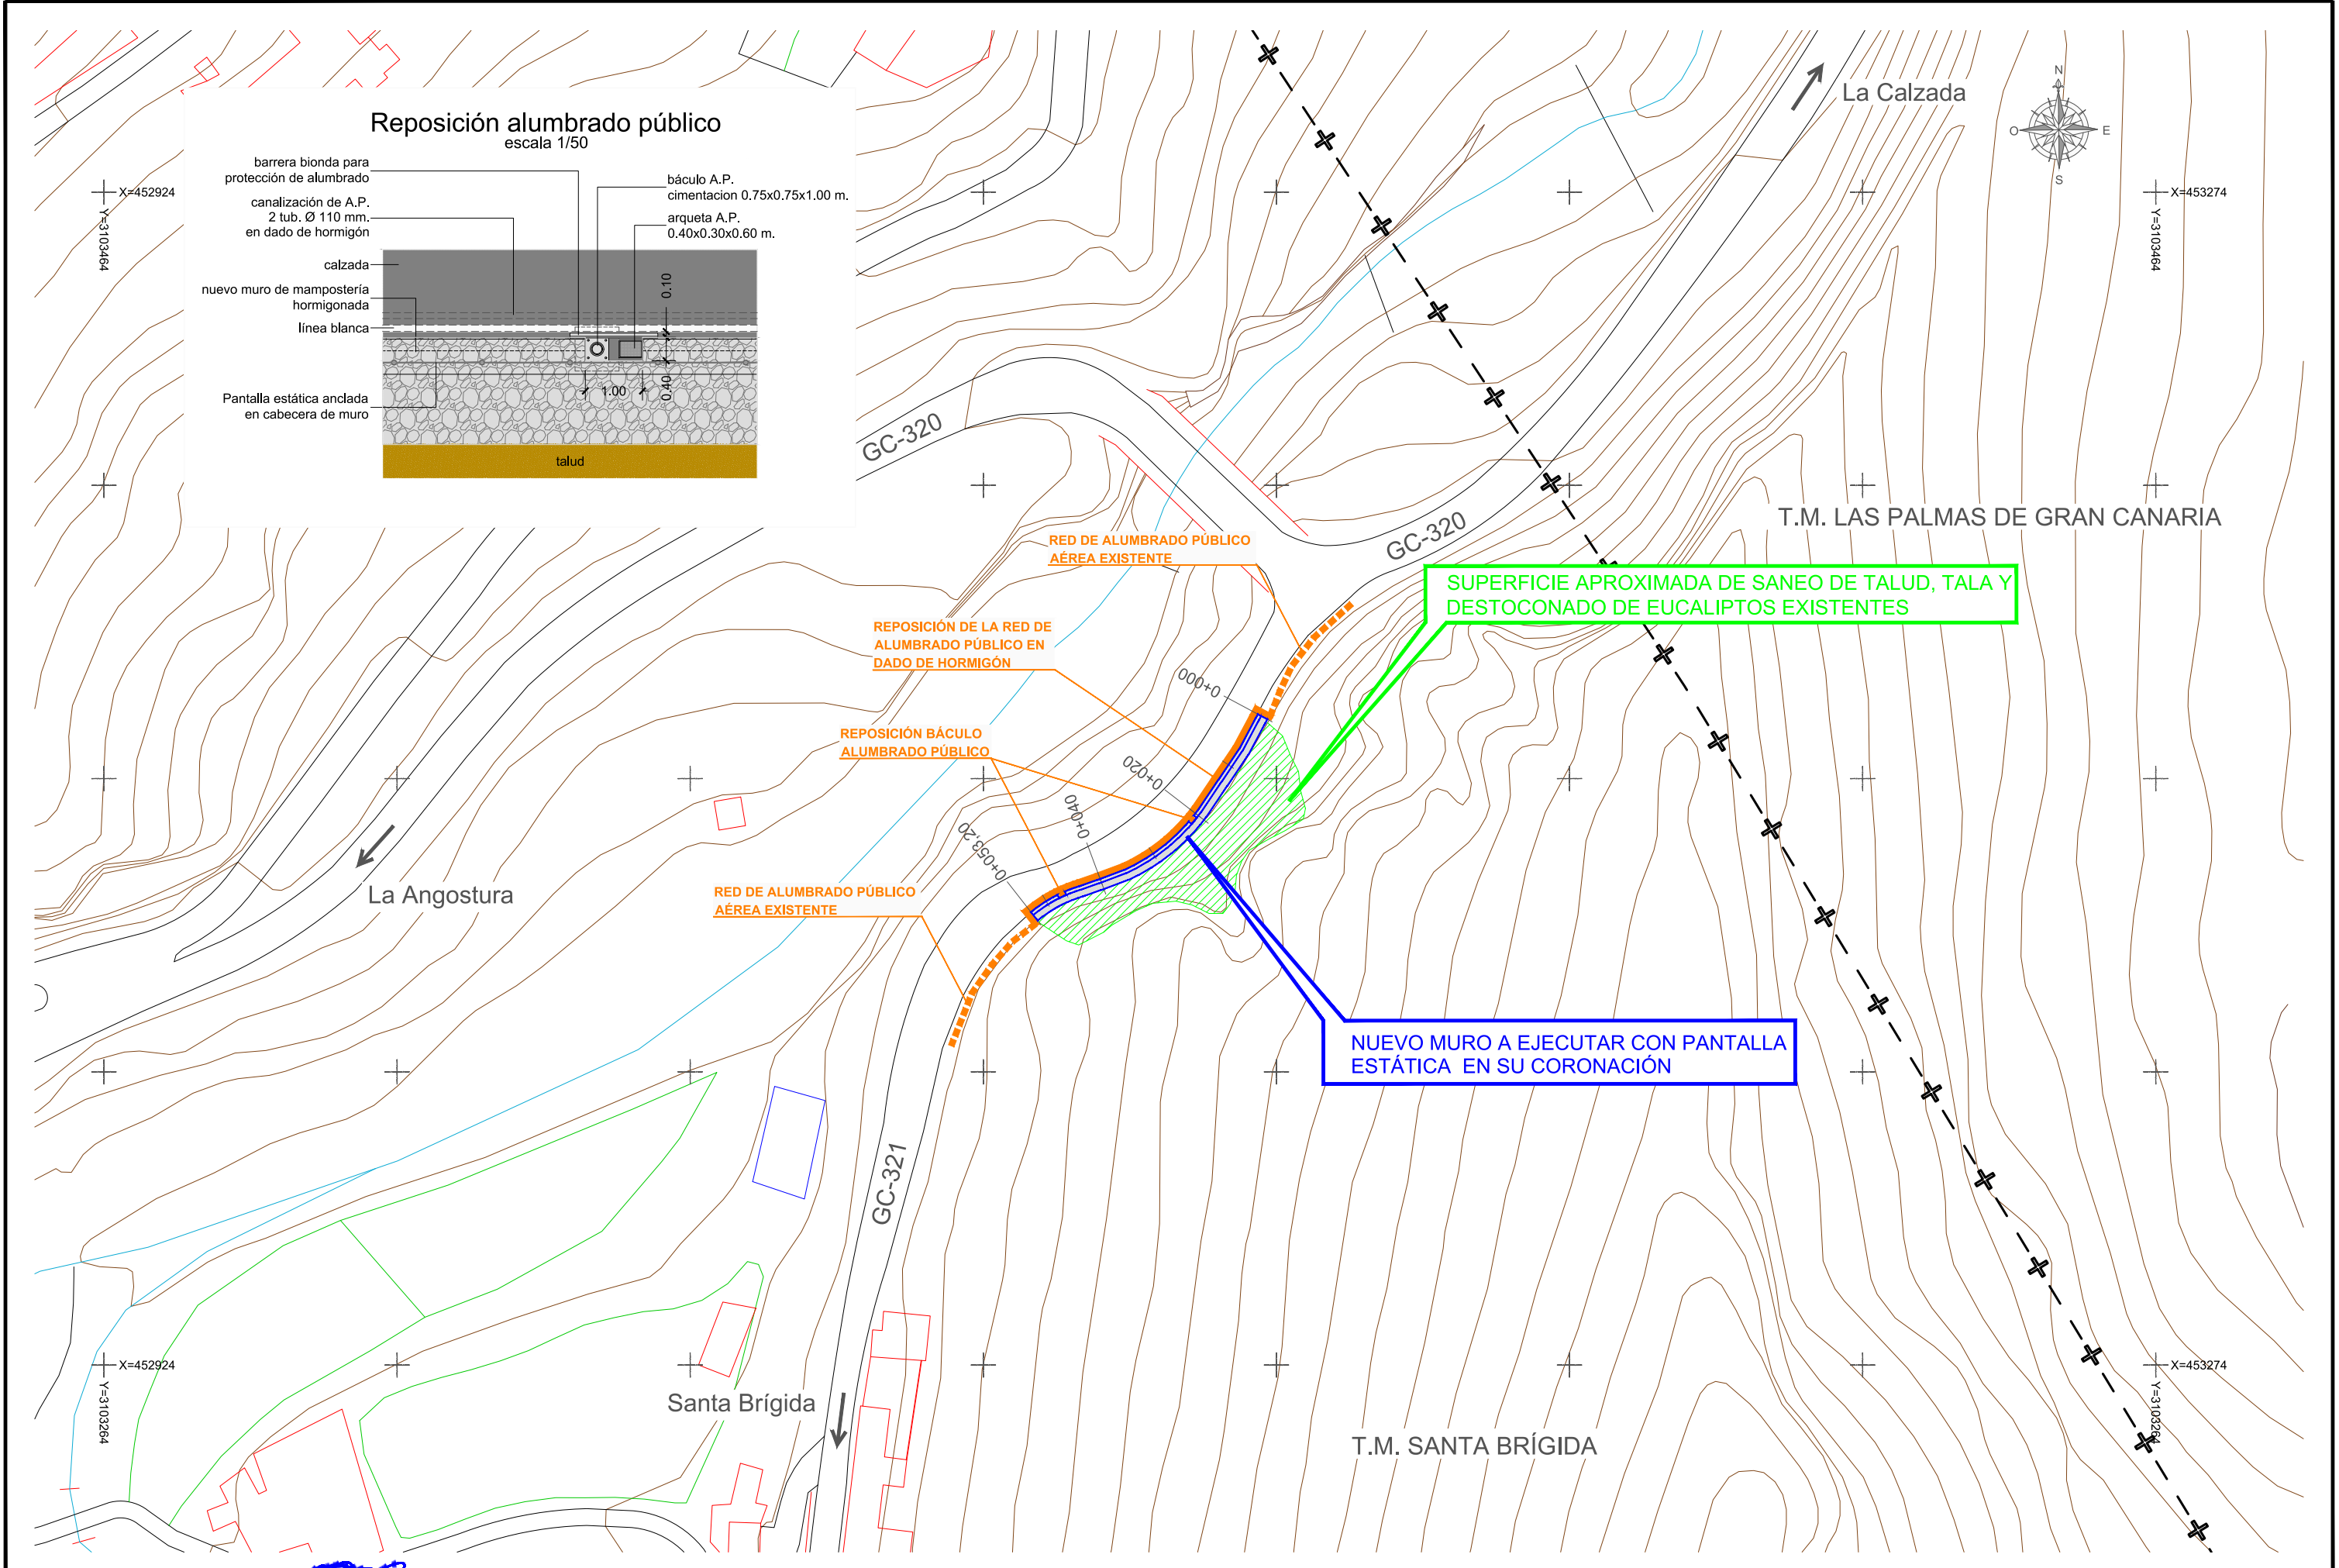 Reposición alumbrado público
escala 1/50
barrera bionda para
protección de alumbrado
canalización de A.P.
2 tub. Ø 110 mm.
en dado de hormigón
calzada
nuevo muro de mampostería
hormigonada
línea blanca
Pantalla estática anclada
en cabecera de muro
báculo A.P.
cimentacion 0.75x0.75x1.00 m.
arqueta A.P.
0.40x0.30x0.60 m.
0.10
0.40
1.00
talud
X=452924
Y=3103464
X=453274
Y=3103464
La Calzada
N
E
S
O
GC-320
GC-320
T.M. LAS PALMAS DE GRAN CANARIA
RED DE ALUMBRADO PÚBLICO
AÉREA EXISTENTE
SUPERFICIE APROXIMADA DE SANEO DE TALUD, TALA Y
DESTOCONADO DE EUCALIPTOS EXISTENTES
REPOSICIÓN DE LA RED DE
ALUMBRADO PÚBLICO EN
DADO DE HORMIGÓN
0+000
REPOSICIÓN BÁCULO
ALUMBRADO PÚBLICO
0+020
0+040
0+053,20
La Angostura
RED DE ALUMBRADO PÚBLICO
AÉREA EXISTENTE
NUEVO MURO A EJECUTAR CON PANTALLA
ESTÁTICA EN SU CORONACIÓN
GC-321
X=452924
Y=3103264
X=453274
Y=3103264
Santa Brígida
T.M. SANTA BRÍGIDA